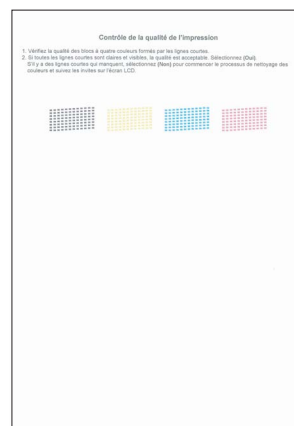 Contrôle de la qualité de l'impression
1. Vérifiez la qualité des blocs à quatre couleurs formés par les lignes courtes.
2. Si toutes les lignes courtes sont claires et visibles, la qualité est acceptable. Sélectionnez [Oui].
S'il y a des lignes courtes qui manquent, sélectionnez [Non] pour commencer le processus de nettoyage des
couleurs et suivez les invites sur l'écran LCD.